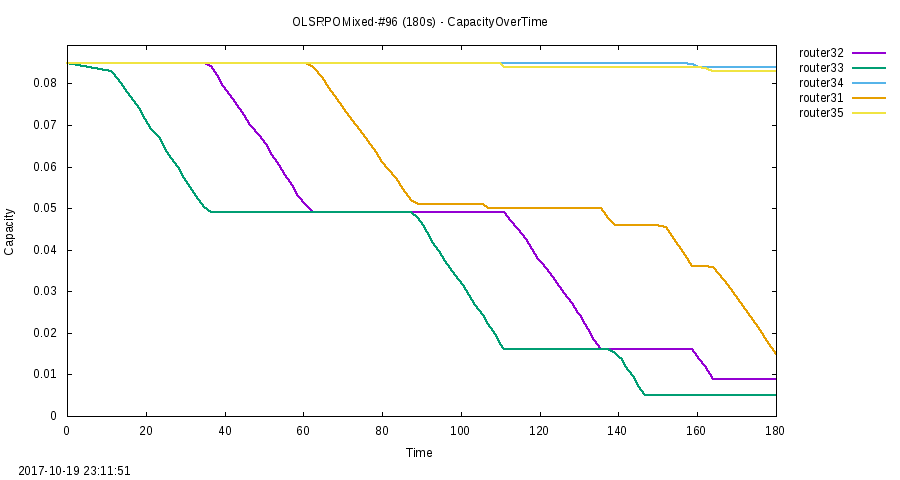 OLSRPOMixed-#96 (180s) - CapacityOverTime
router32
router33
router34
router31
router35
0.08
0.07
0.06
0.05
0.04
0.03
0.02
0.01
0
Capacity
0 20 40 60 80 100 120 140 160 180
Time
2017-10-19 23:11:51